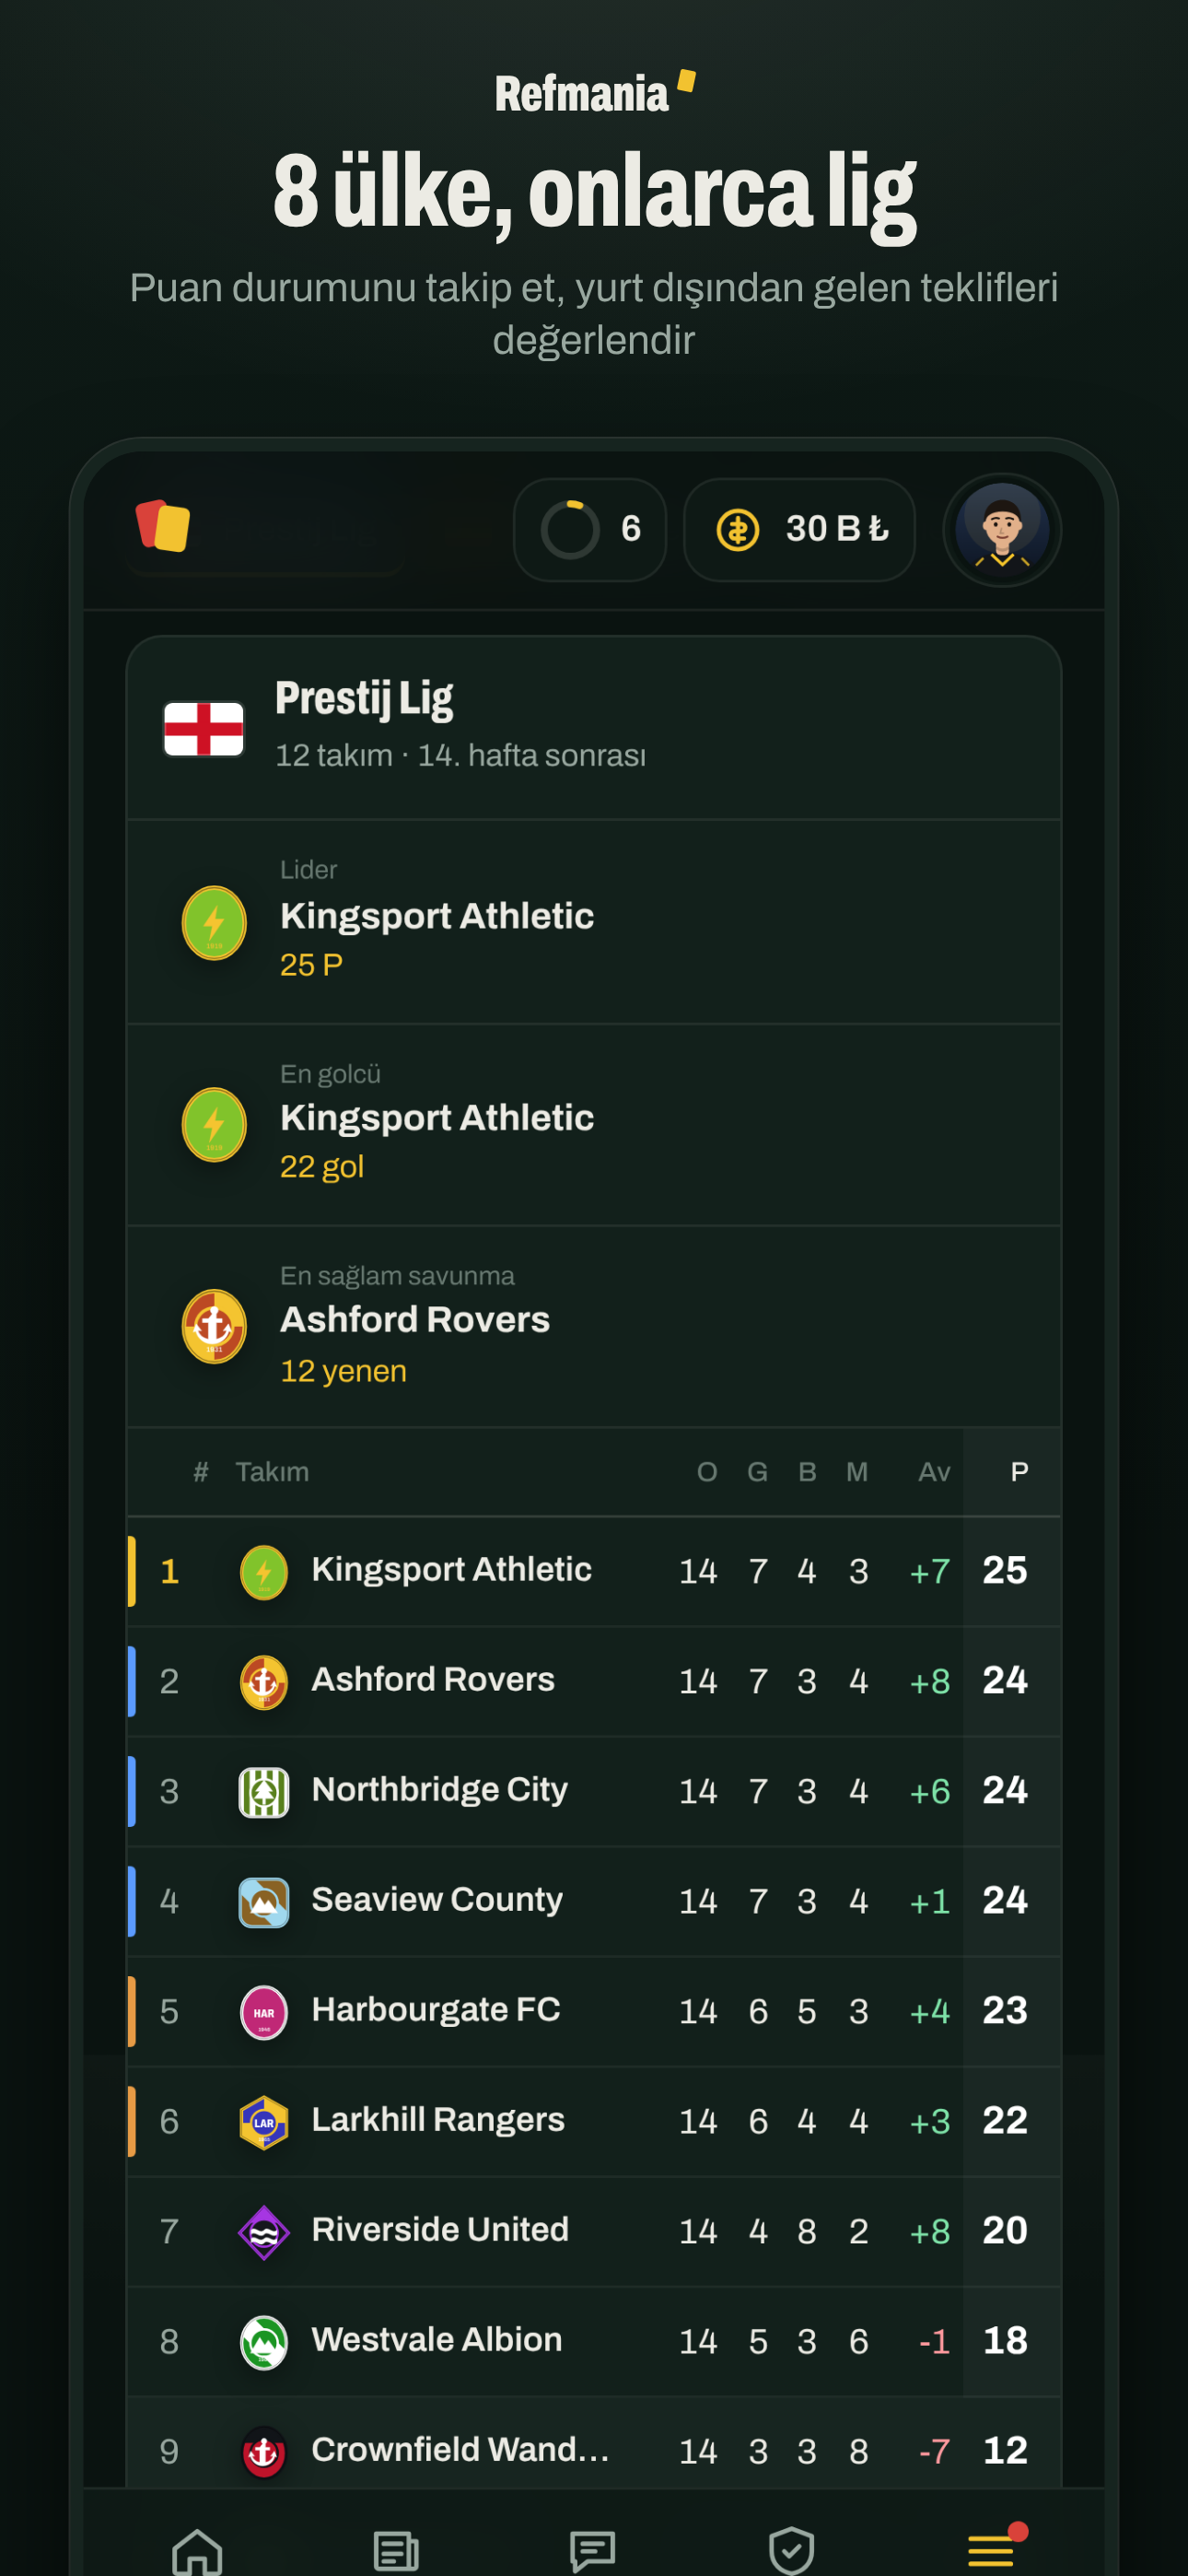 Refmania
8 ülke, onlarca lig
Puan durumunu takip et, yurt dışından gelen teklifleri
değerlendir
6
30 B ₺
Prestij Lig
12 takım · 14. hafta sonrası
Lider
Kingsport Athletic
25 P
En golcü
Kingsport Athletic
22 gol
En sağlam savunma
Ashford Rovers
12 yenen
# Takım O G B M Av P
1 Kingsport Athletic 14 7 4 3 +7 25
2 Ashford Rovers 14 7 3 4 +8 24
3 Northbridge City 14 7 3 4 +6 24
4 Seaview County 14 7 3 4 +1 24
5 HAR Harbourgate FC 14 6 5 3 +4 23
6 LAR Larkhill Rangers 14 6 4 4 +3 22
7 Riverside United 14 4 8 2 +8 20
8 Westvale Albion 14 5 3 6 -1 18
9 Crownfield Wand... 14 3 3 8 -7 12